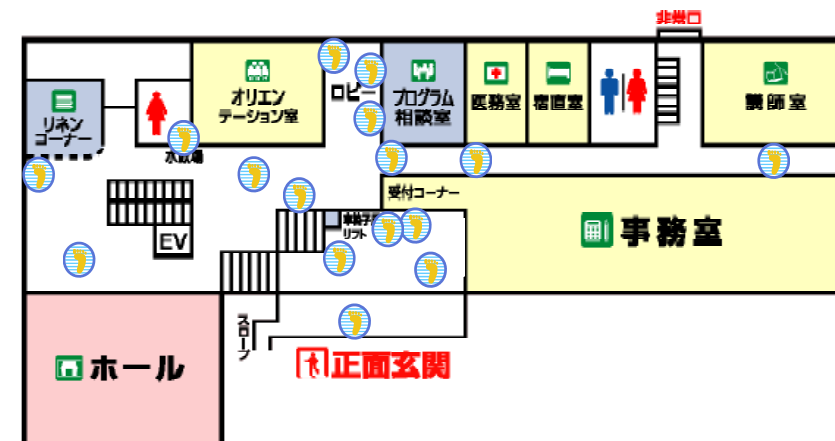 非常口
リネン
コーナー
オリエン
テーション室
ロビー
プログラム
相談室
医務室
宿直室
講師室
水飲場
受付コーナー
リフト
EV
事務室
スロープ
ホール
正面玄関